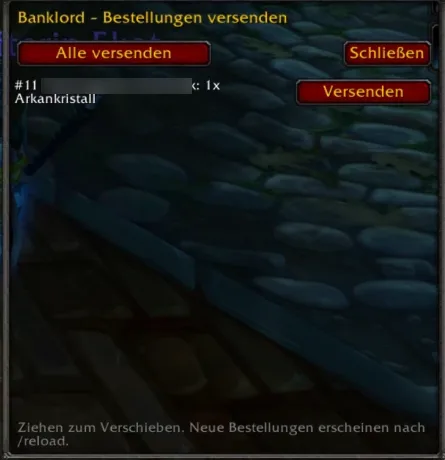 Banklord - Bestellungen versenden
Alle versenden
Schließen
#11 k: 1x
Arkankristall
Versenden
Ziehen zum Verschieben. Neue Bestellungen erscheinen nach
/reload.